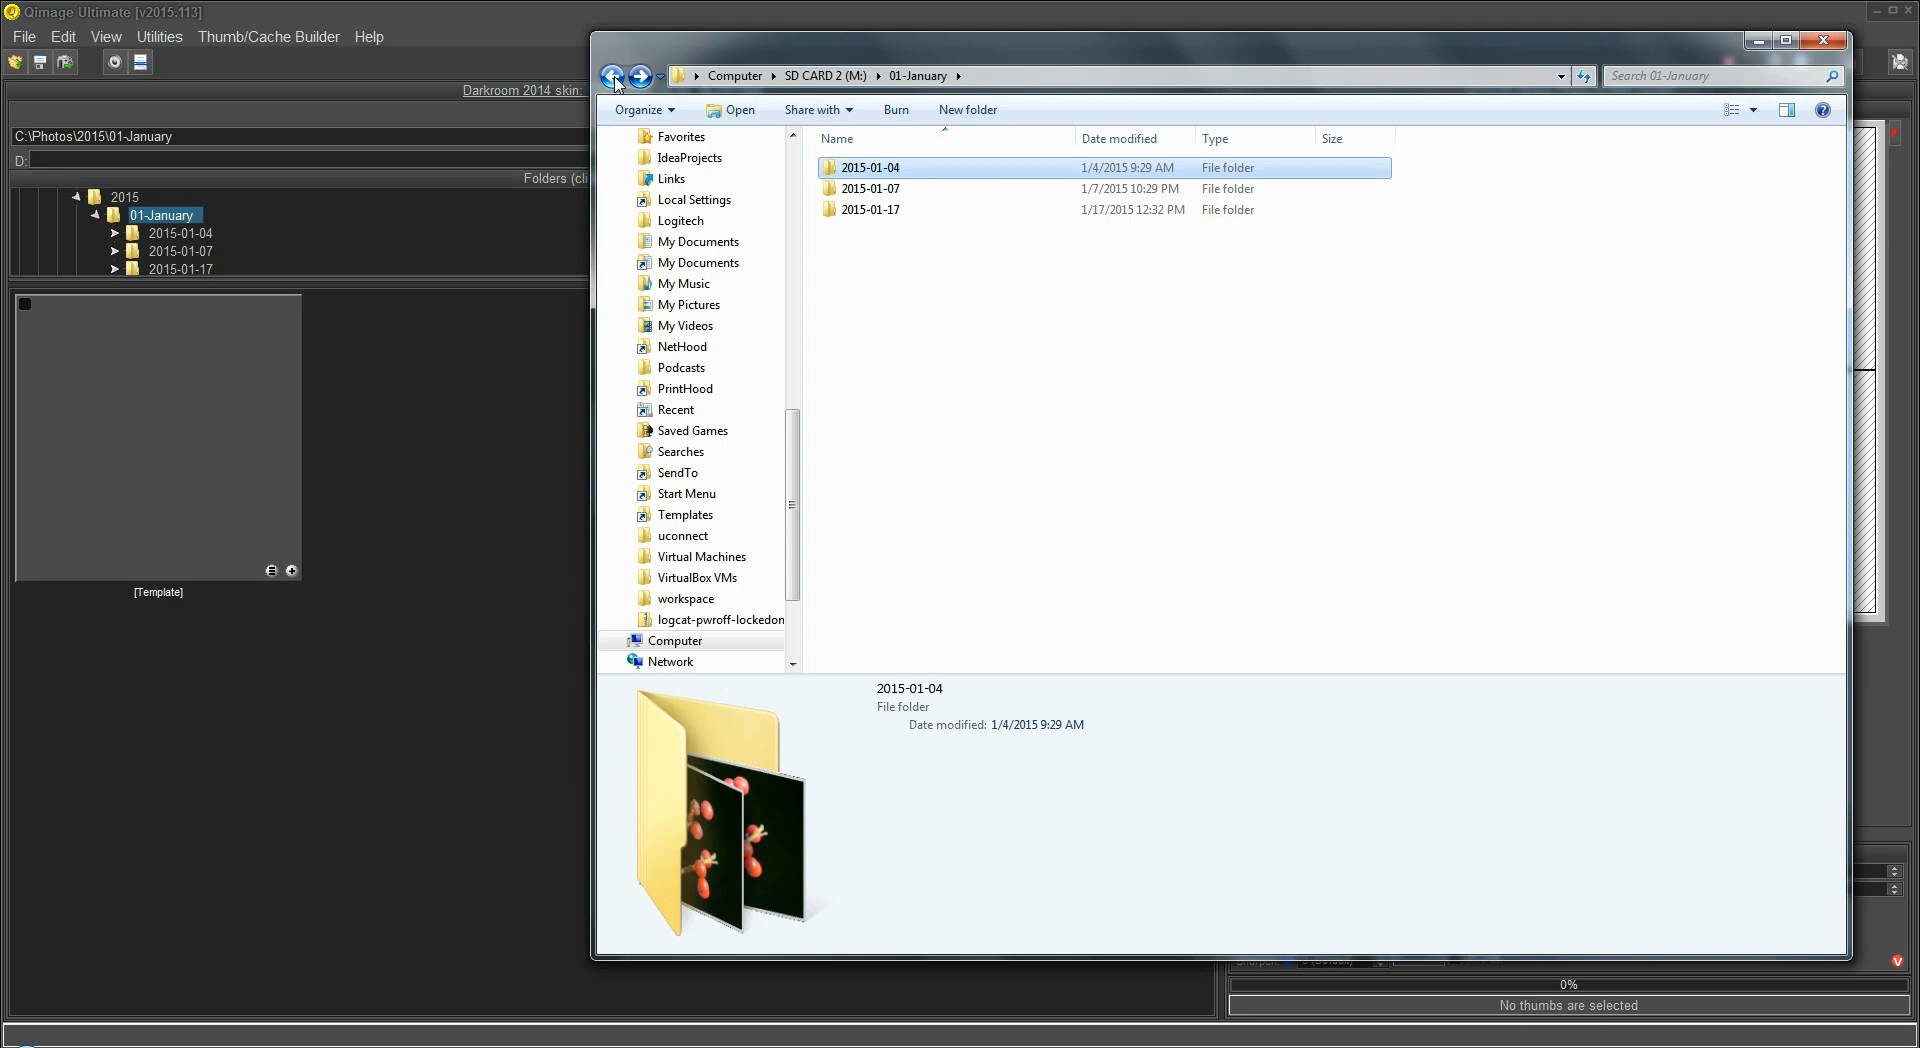 Qimage Ultimate [v2015.113]
File Edit View Utilities Thumb/Cache Builder Help
Darkroom 2014 skin:
C:\Photos\2015\01-January
D:
Folders (cli
2015
01-January
2015-01-04
2015-01-07
2015-01-17
[Template]
Computer SD CARD 2 (M:) 01-January
Search 01-January
Organize Open Share with Burn New folder
Favorites
IdeaProjects
Links
Local Settings
Logitech
My Documents
My Documents
My Music
My Pictures
My Videos
NetHood
Podcasts
PrintHood
Recent
Saved Games
Searches
SendTo
Start Menu
Templates
uconnect
Virtual Machines
VirtualBox VMs
workspace
logcat-pwroff-lockedon
Computer
Network
Name Date modified Type Size
2015-01-04 1/4/2015 9:29 AM File folder
2015-01-07 1/7/2015 10:29 PM File folder
2015-01-17 1/17/2015 12:32 PM File folder
2015-01-04
File folder
Date modified: 1/4/2015 9:29 AM
V
0%
No thumbs are selected